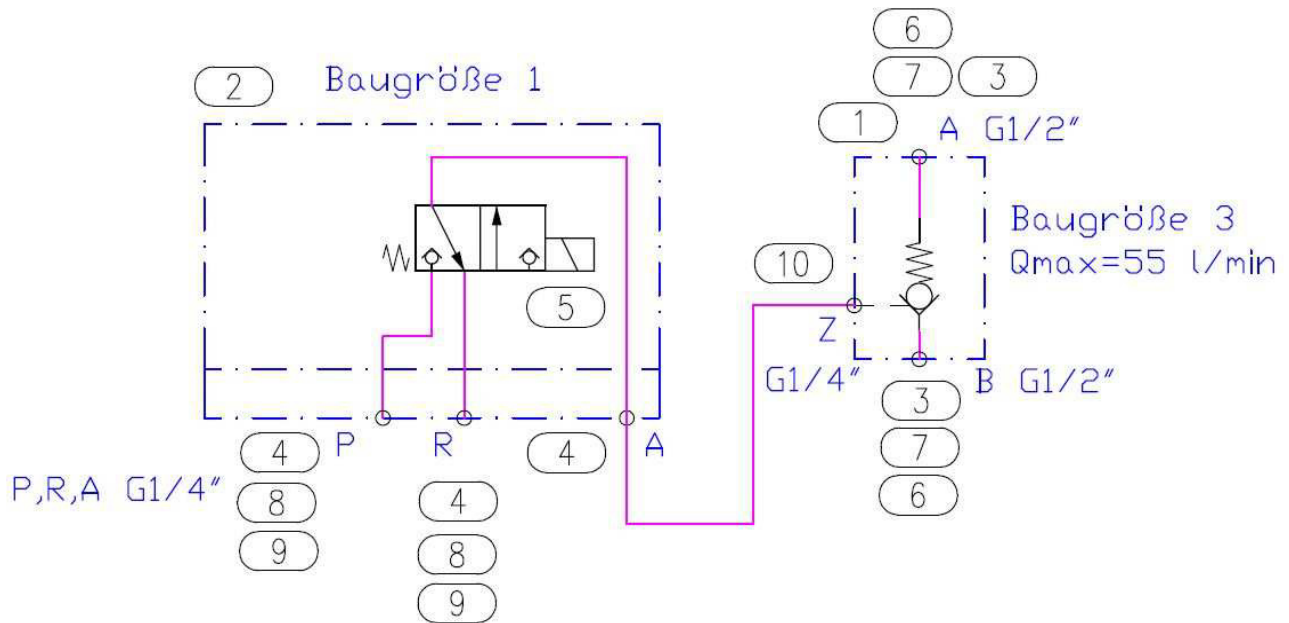 6
7 3
2 Baugröße 1
1 A G1/2"
Baugröße 3
Qmax=55 l/min
10
5
Z
G1/4" B G1/2"
3
P R A
4 4
7
P,R,A G1/4" 8 4 6
9 8
9